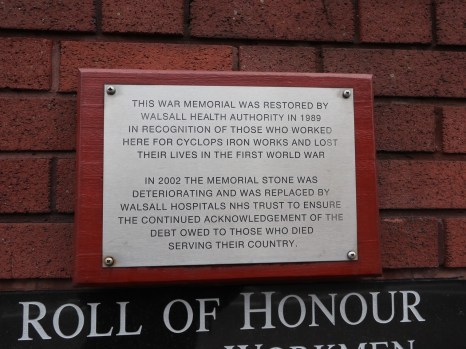 THIS WAR MEMORIAL WAS RESTORED BY
WALSALL HEALTH AUTHORITY IN 1989
IN RECOGNITION OF THOSE WHO WORKED
HERE FOR CYCLOPS IRON WORKS AND LOST
THEIR LIVES IN THE FIRST WORLD WAR
IN 2002 THE MEMORIAL STONE WAS
DETERIORATING AND WAS REPLACED BY
WALSALL HOSPITALS NHS TRUST TO ENSURE
THE CONTINUED ACKNOWLEDGEMENT OF THE
DEBT OWED TO THOSE WHO DIED
SERVING THEIR COUNTRY.
ROLL OF HONOUR
WORKMEN